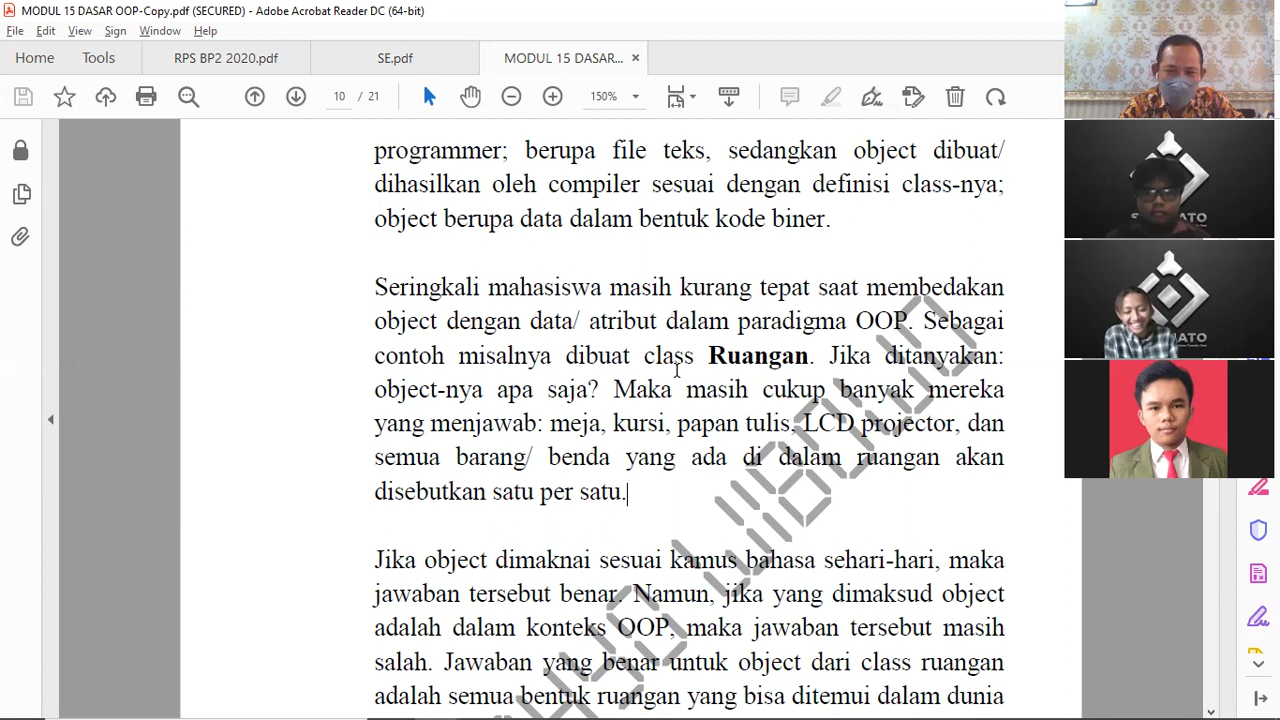 MODUL 15 DASAR OOP-Copy.pdf (SECURED) - Adobe Acrobat Reader DC (64-bit)
File Edit View Sign Window Help
Home Tools RPS BP2 2020.pdf SE.pdf MODUL 15 DASAR... ×
10 / 21 150%
programmer; berupa file teks, sedangkan object dibuat/
dihasilkan oleh compiler sesuai dengan definisi class-nya;
object berupa data dalam bentuk kode biner.
Seringkali mahasiswa masih kurang tepat saat membedakan
object dengan data/ atribut dalam paradigma OOP. Sebagai
contoh misalnya dibuat class Ruangan. Jika ditanyakan:
object-nya apa saja? Maka masih cukup banyak mereka
yang menjawab: meja, kursi, papan tulis, LCD projector, dan
semua barang/ benda yang ada di dalam ruangan akan
disebutkan satu per satu.
Jika object dimaknai sesuai kamus bahasa sehari-hari, maka
jawaban tersebut benar. Namun, jika yang dimaksud object
adalah dalam konteks OOP, maka jawaban tersebut masih
salah. Jawaban yang benar untuk object dari class ruangan
adalah semua bentuk ruangan yang bisa ditemui dalam dunia